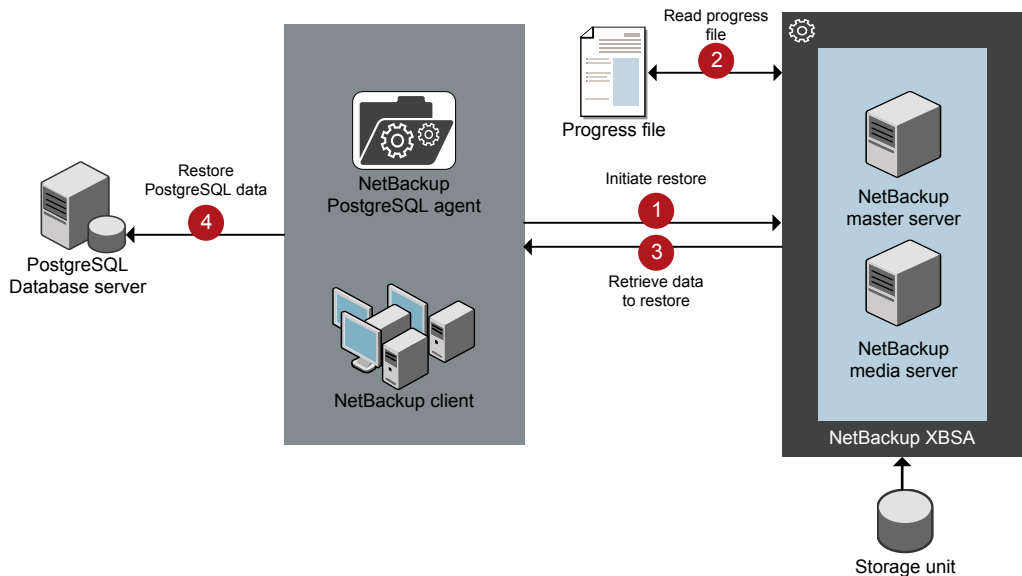 Read progress
file
2
Progress file
NetBackup
PostgreSQL agent
Initiate restore
1
NetBackup
master server
Restore
PostgreSQL data
4
3
Retrieve data
to restore
PostgreSQL
Database server
NetBackup
media server
NetBackup client
NetBackup XBSA
Storage unit